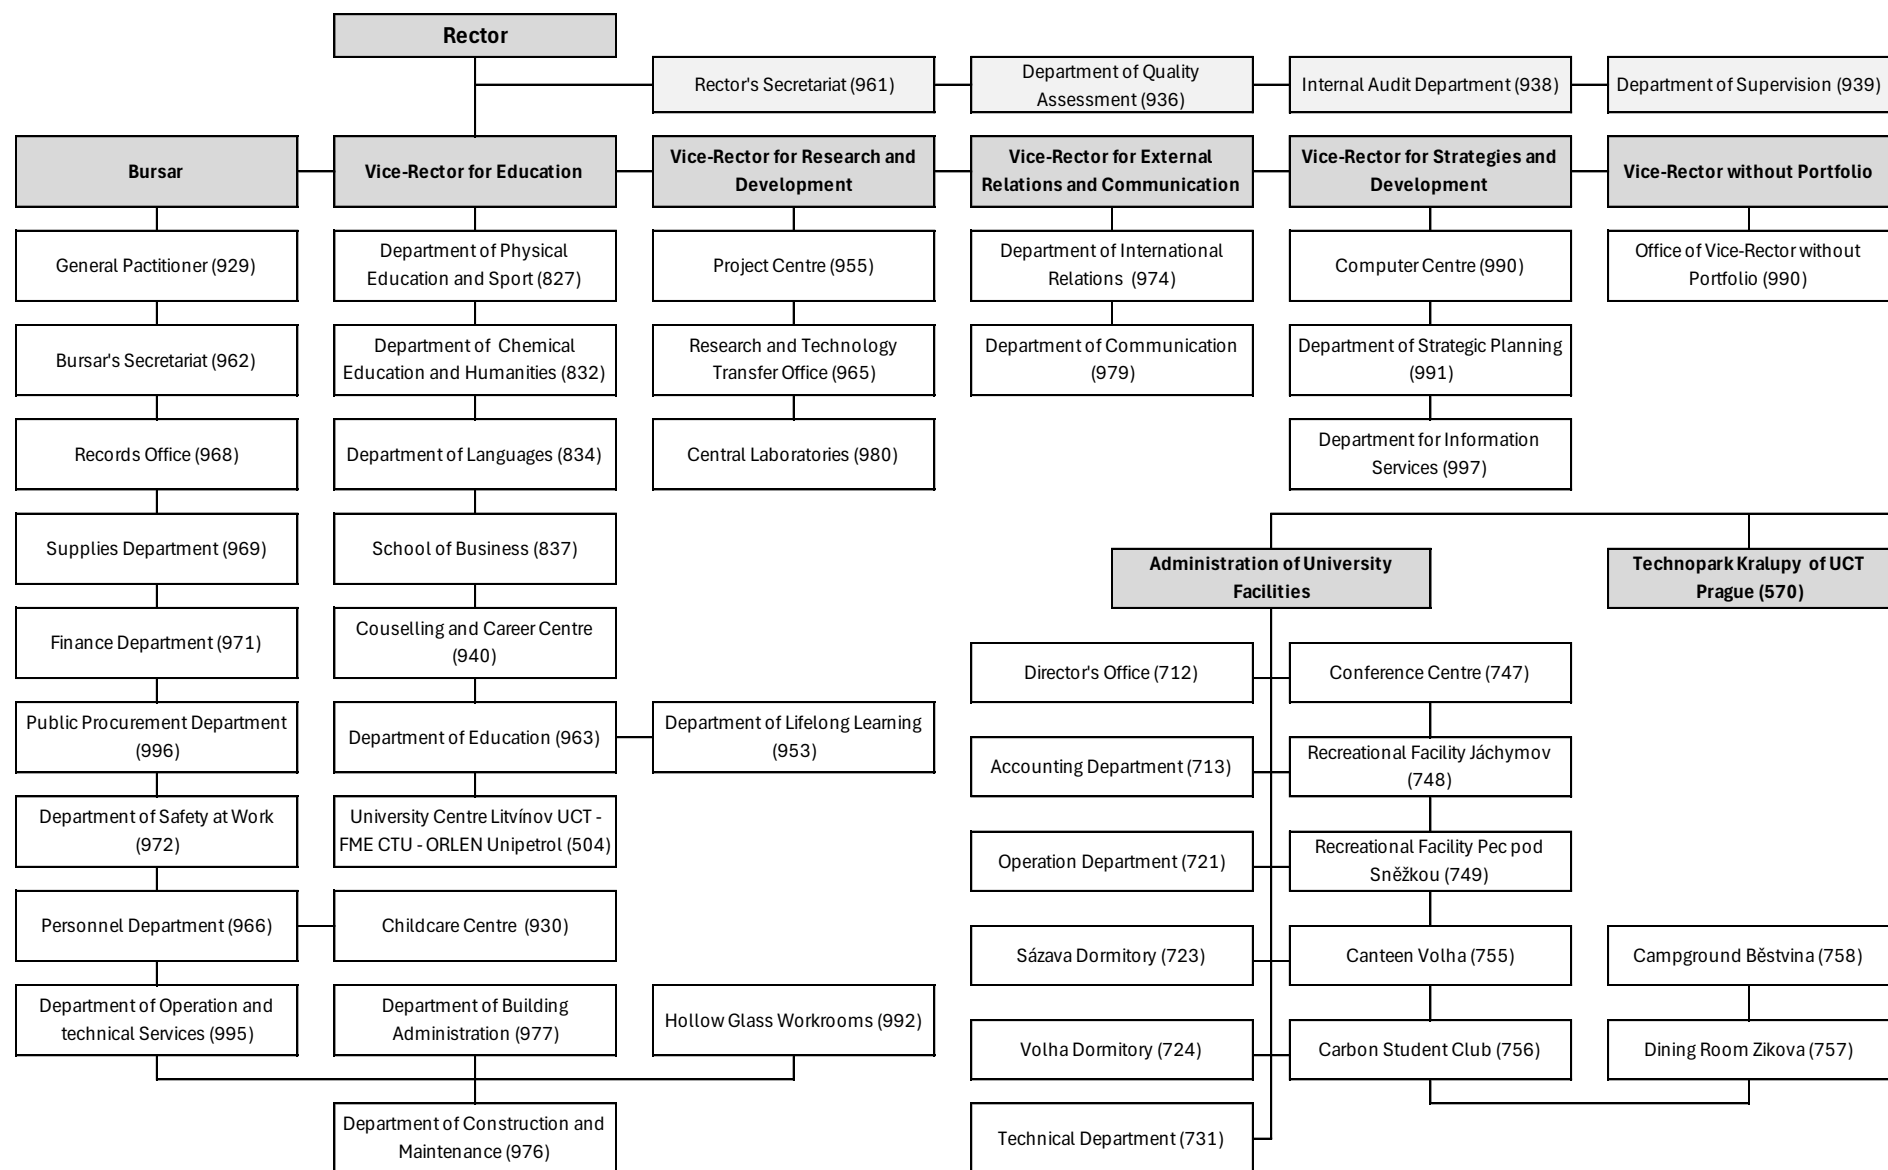 Rector
Rector's Secretariat (961)
Department of Quality
Assessment (936)
Internal Audit Department (938)
Department of Supervision (939)
Bursar
Vice-Rector for Education
Vice-Rector for Research and
Development
Vice-Rector for External
Relations and Communication
Vice-Rector for Strategies and
Development
Vice-Rector without Portfolio
General Pactitioner (929)
Department of Physical
Education and Sport (827)
Project Centre (955)
Department of International
Relations (974)
Computer Centre (990)
Office of Vice-Rector without
Portfolio (990)
Bursar's Secretariat (962)
Department of Chemical
Education and Humanities (832)
Research and Technology
Transfer Office (965)
Department of Communication
(979)
Department of Strategic Planning
(991)
Records Office (968)
Department of Languages (834)
Central Laboratories (980)
Department for Information
Services (997)
Supplies Department (969)
School of Business (837)
Administration of University
Facilities
Technopark Kralupy of UCT
Prague (570)
Finance Department (971)
Couselling and Career Centre
(940)
Director's Office (712)
Conference Centre (747)
Public Procurement Department
(996)
Department of Education (963)
Department of Lifelong Learning
(953)
Accounting Department (713)
Recreational Facility Jáchymov
(748)
Department of Safety at Work
(972)
University Centre Litvínov UCT -
FME CTU - ORLEN Unipetrol (504)
Operation Department (721)
Recreational Facility Pec pod
Sněžkou (749)
Personnel Department (966)
Childcare Centre (930)
Sázava Dormitory (723)
Canteen Volha (755)
Campground Běstvina (758)
Department of Operation and
technical Services (995)
Department of Building
Administration (977)
Hollow Glass Workrooms (992)
Volha Dormitory (724)
Carbon Student Club (756)
Dining Room Zikova (757)
Department of Construction and
Maintenance (976)
Technical Department (731)